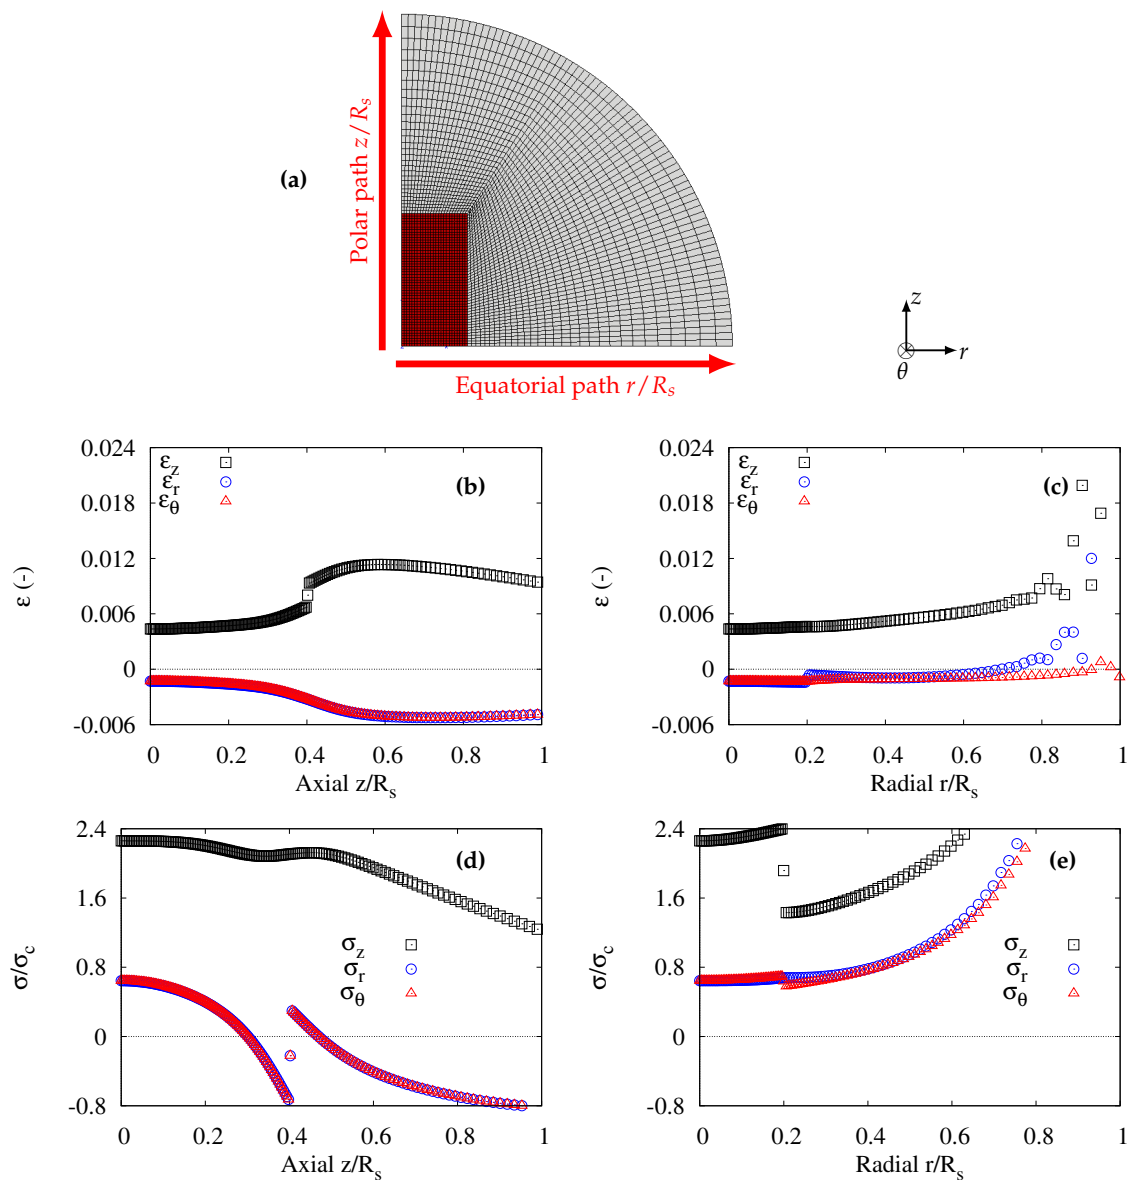 (a)
Polar path z/R_s
Equatorial path r/R_s
z
r
θ
0.024
0.018
0.012
0.006
0
-0.006
ε (-)
ε_z
ε_r
ε_θ
(b)
0 0.2 0.4 0.6 0.8 1
Axial z/R_s
0.024
0.018
0.012
0.006
0
-0.006
ε (-)
ε_z
ε_r
ε_θ
(c)
0 0.2 0.4 0.6 0.8 1
Radial r/R_s
2.4
1.6
0.8
0
-0.8
σ/σ_c
(d)
σ_z
σ_r
σ_θ
0 0.2 0.4 0.6 0.8 1
Axial z/R_s
2.4
1.6
0.8
0
-0.8
σ/σ_c
(e)
σ_z
σ_r
σ_θ
0 0.2 0.4 0.6 0.8 1
Radial r/R_s